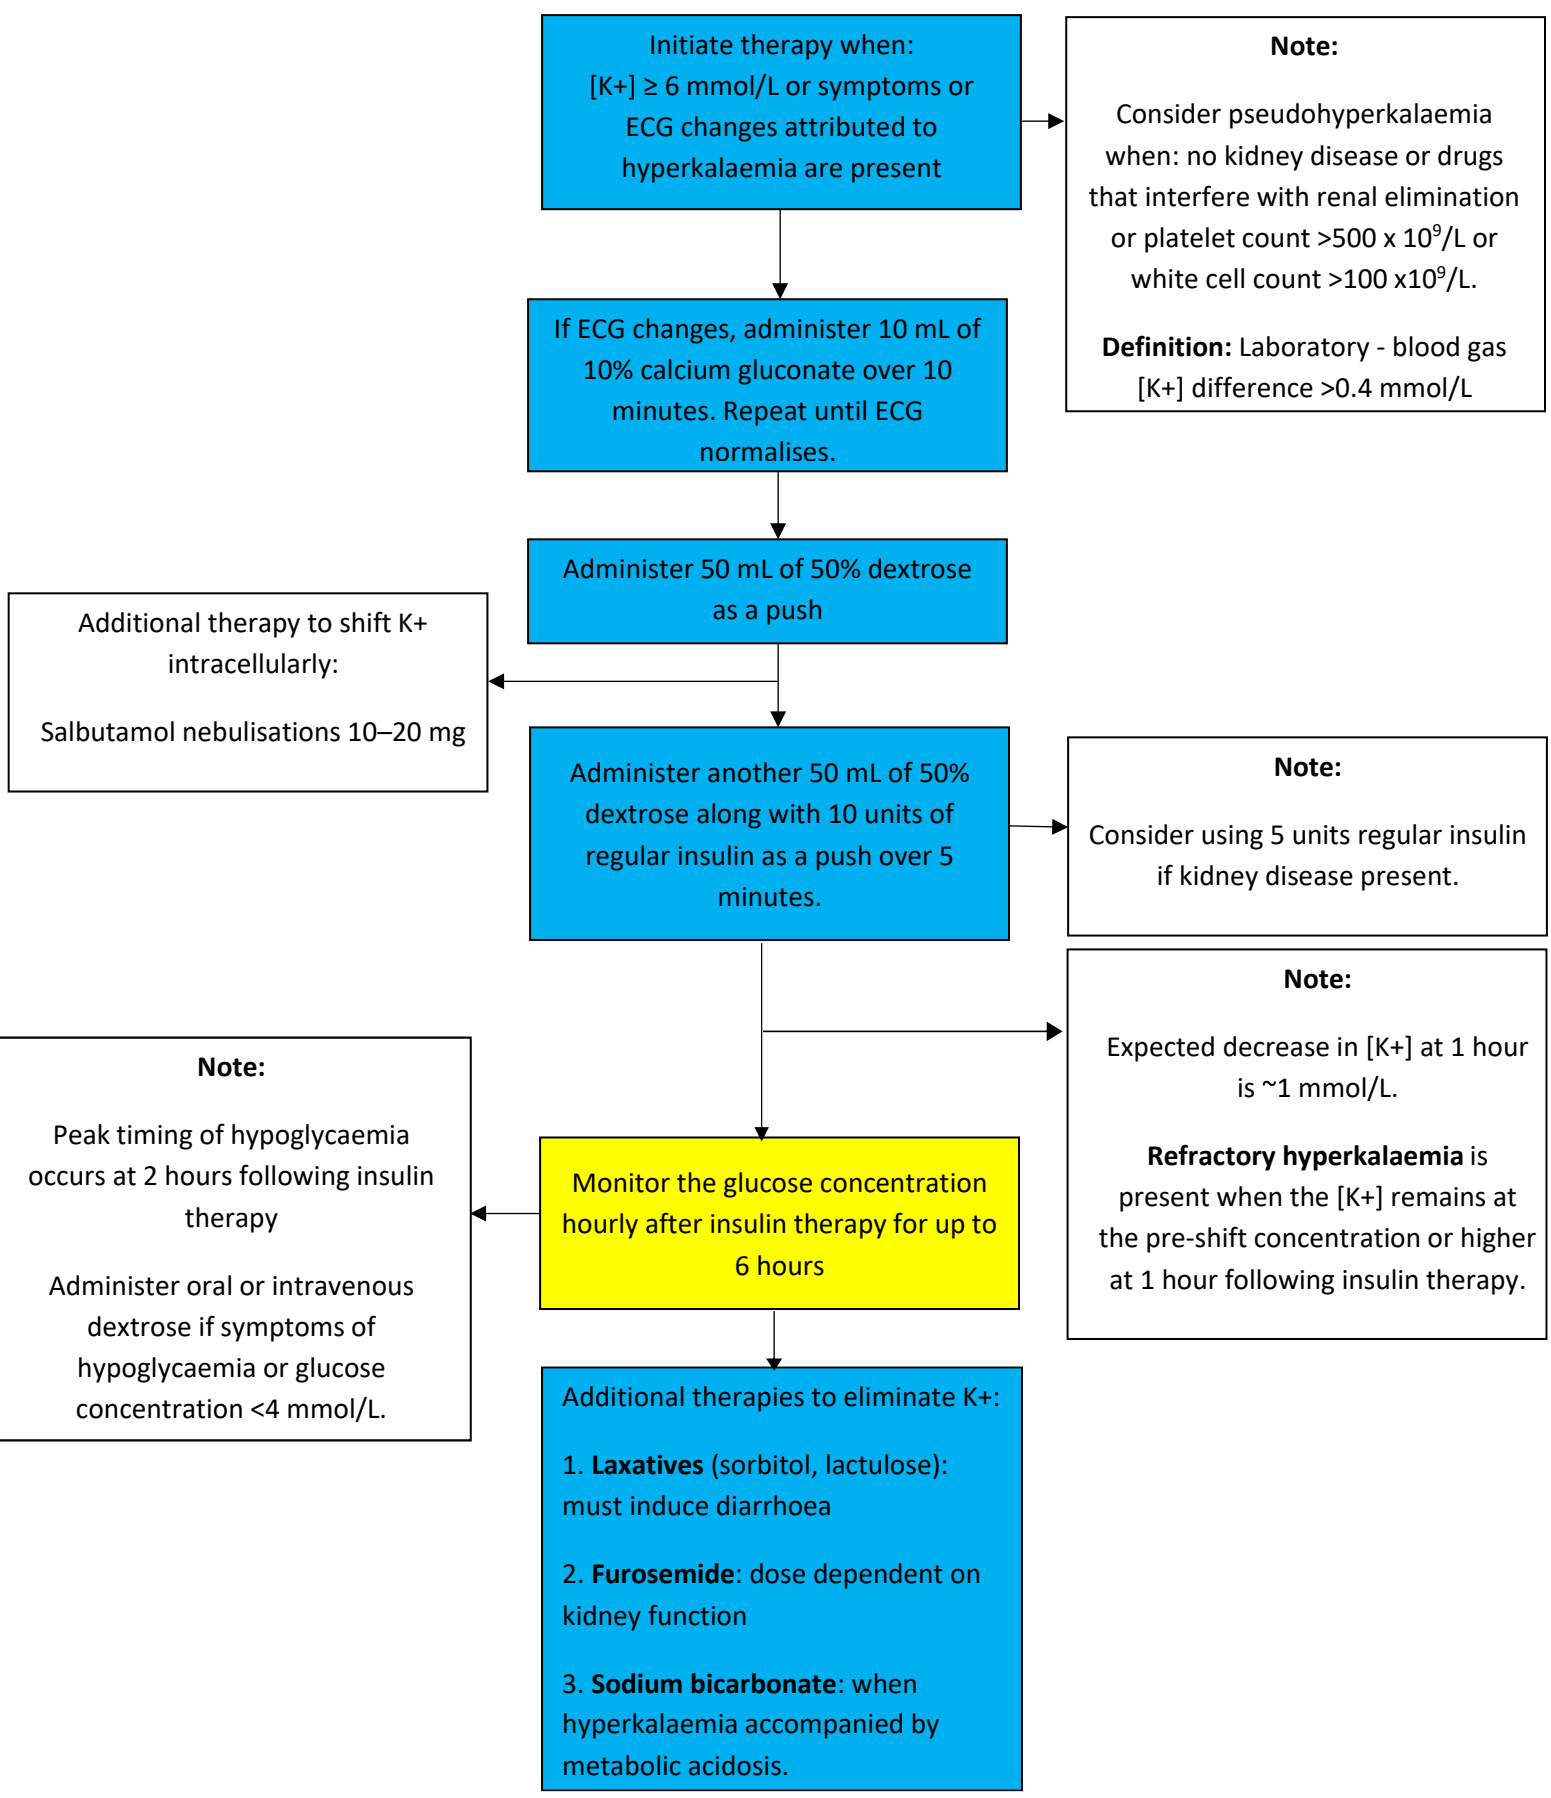 Initiate therapy when:
[K+] ≥ 6 mmol/L or symptoms or
ECG changes attributed to
hyperkalaemia are present
Note:
Consider pseudohyperkalaemia
when: no kidney disease or drugs
that interfere with renal elimination
or platelet count >500 x 10⁹/L or
white cell count >100 x10⁹/L.
Definition: Laboratory - blood gas
[K+] difference >0.4 mmol/L
If ECG changes, administer 10 mL of
10% calcium gluconate over 10
minutes. Repeat until ECG
normalises.
Administer 50 mL of 50% dextrose
as a push
Additional therapy to shift K+
intracellularly:
Salbutamol nebulisations 10–20 mg
Administer another 50 mL of 50%
dextrose along with 10 units of
regular insulin as a push over 5
minutes.
Note:
Consider using 5 units regular insulin
if kidney disease present.
Note:
Expected decrease in [K+] at 1 hour
is ~1 mmol/L.
Refractory hyperkalaemia is
present when the [K+] remains at
the pre-shift concentration or higher
at 1 hour following insulin therapy.
Note:
Peak timing of hypoglycaemia
occurs at 2 hours following insulin
therapy
Administer oral or intravenous
dextrose if symptoms of
hypoglycaemia or glucose
concentration <4 mmol/L.
Monitor the glucose concentration
hourly after insulin therapy for up to
6 hours
Additional therapies to eliminate K+:
1. Laxatives (sorbitol, lactulose):
must induce diarrhoea
2. Furosemide: dose dependent on
kidney function
3. Sodium bicarbonate: when
hyperkalaemia accompanied by
metabolic acidosis.